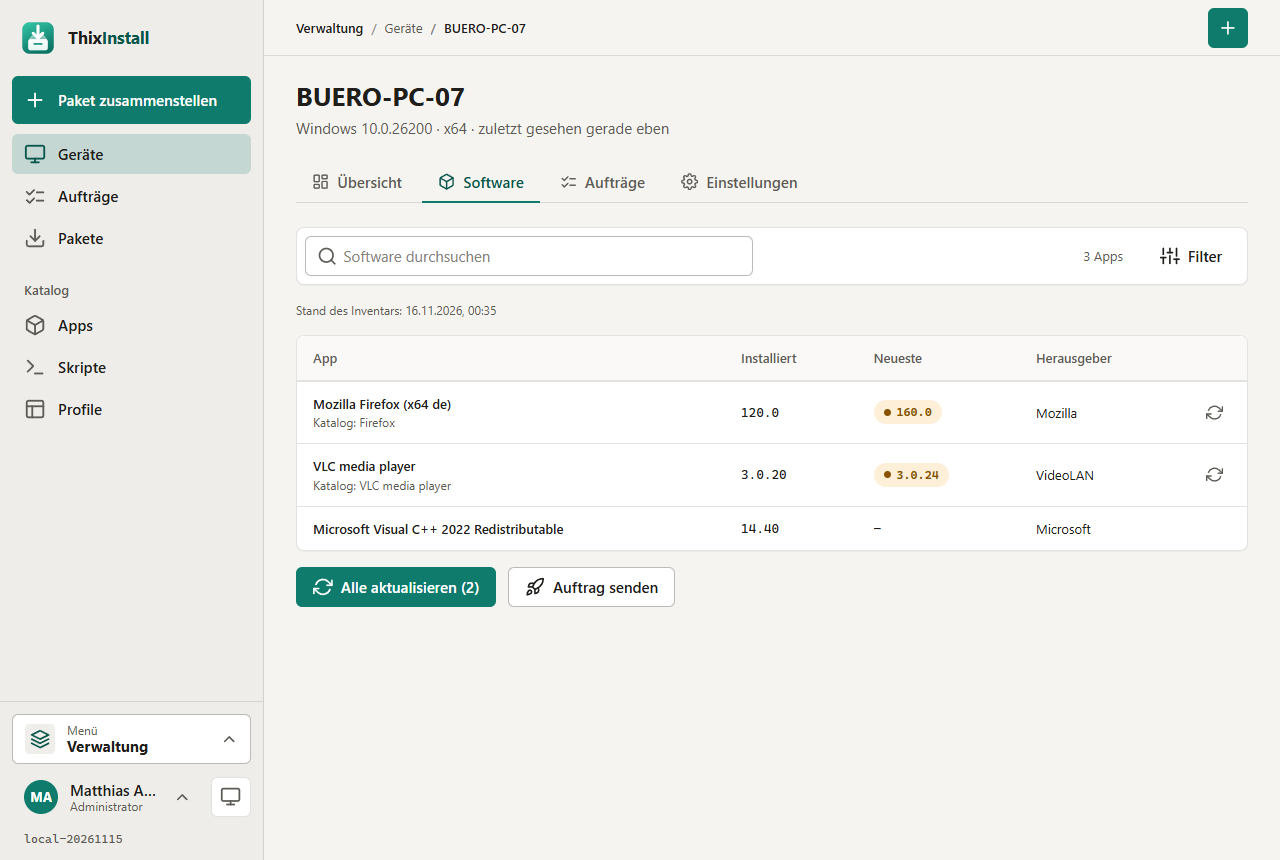 ThixInstall
Verwaltung / Geräte / BUERO-PC-07
Paket zusammenstellen
Geräte
Aufträge
Pakete
Katalog
Apps
Skripte
Profile
BUERO-PC-07
Windows 10.0.26200 · x64 · zuletzt gesehen gerade eben
Übersicht Software Aufträge Einstellungen
Software durchsuchen 3 Apps Filter
Stand des Inventars: 16.11.2026, 00:35
App Installiert Neueste Herausgeber
Mozilla Firefox (x64 de) 120.0 160.0 Mozilla
Katalog: Firefox
VLC media player 3.0.20 3.0.24 VideoLAN
Katalog: VLC media player
Microsoft Visual C++ 2022 Redistributable 14.40 – Microsoft
Alle aktualisieren (2) Auftrag senden
Menü
Verwaltung
MA Matthias A...
Administrator
local-20261115